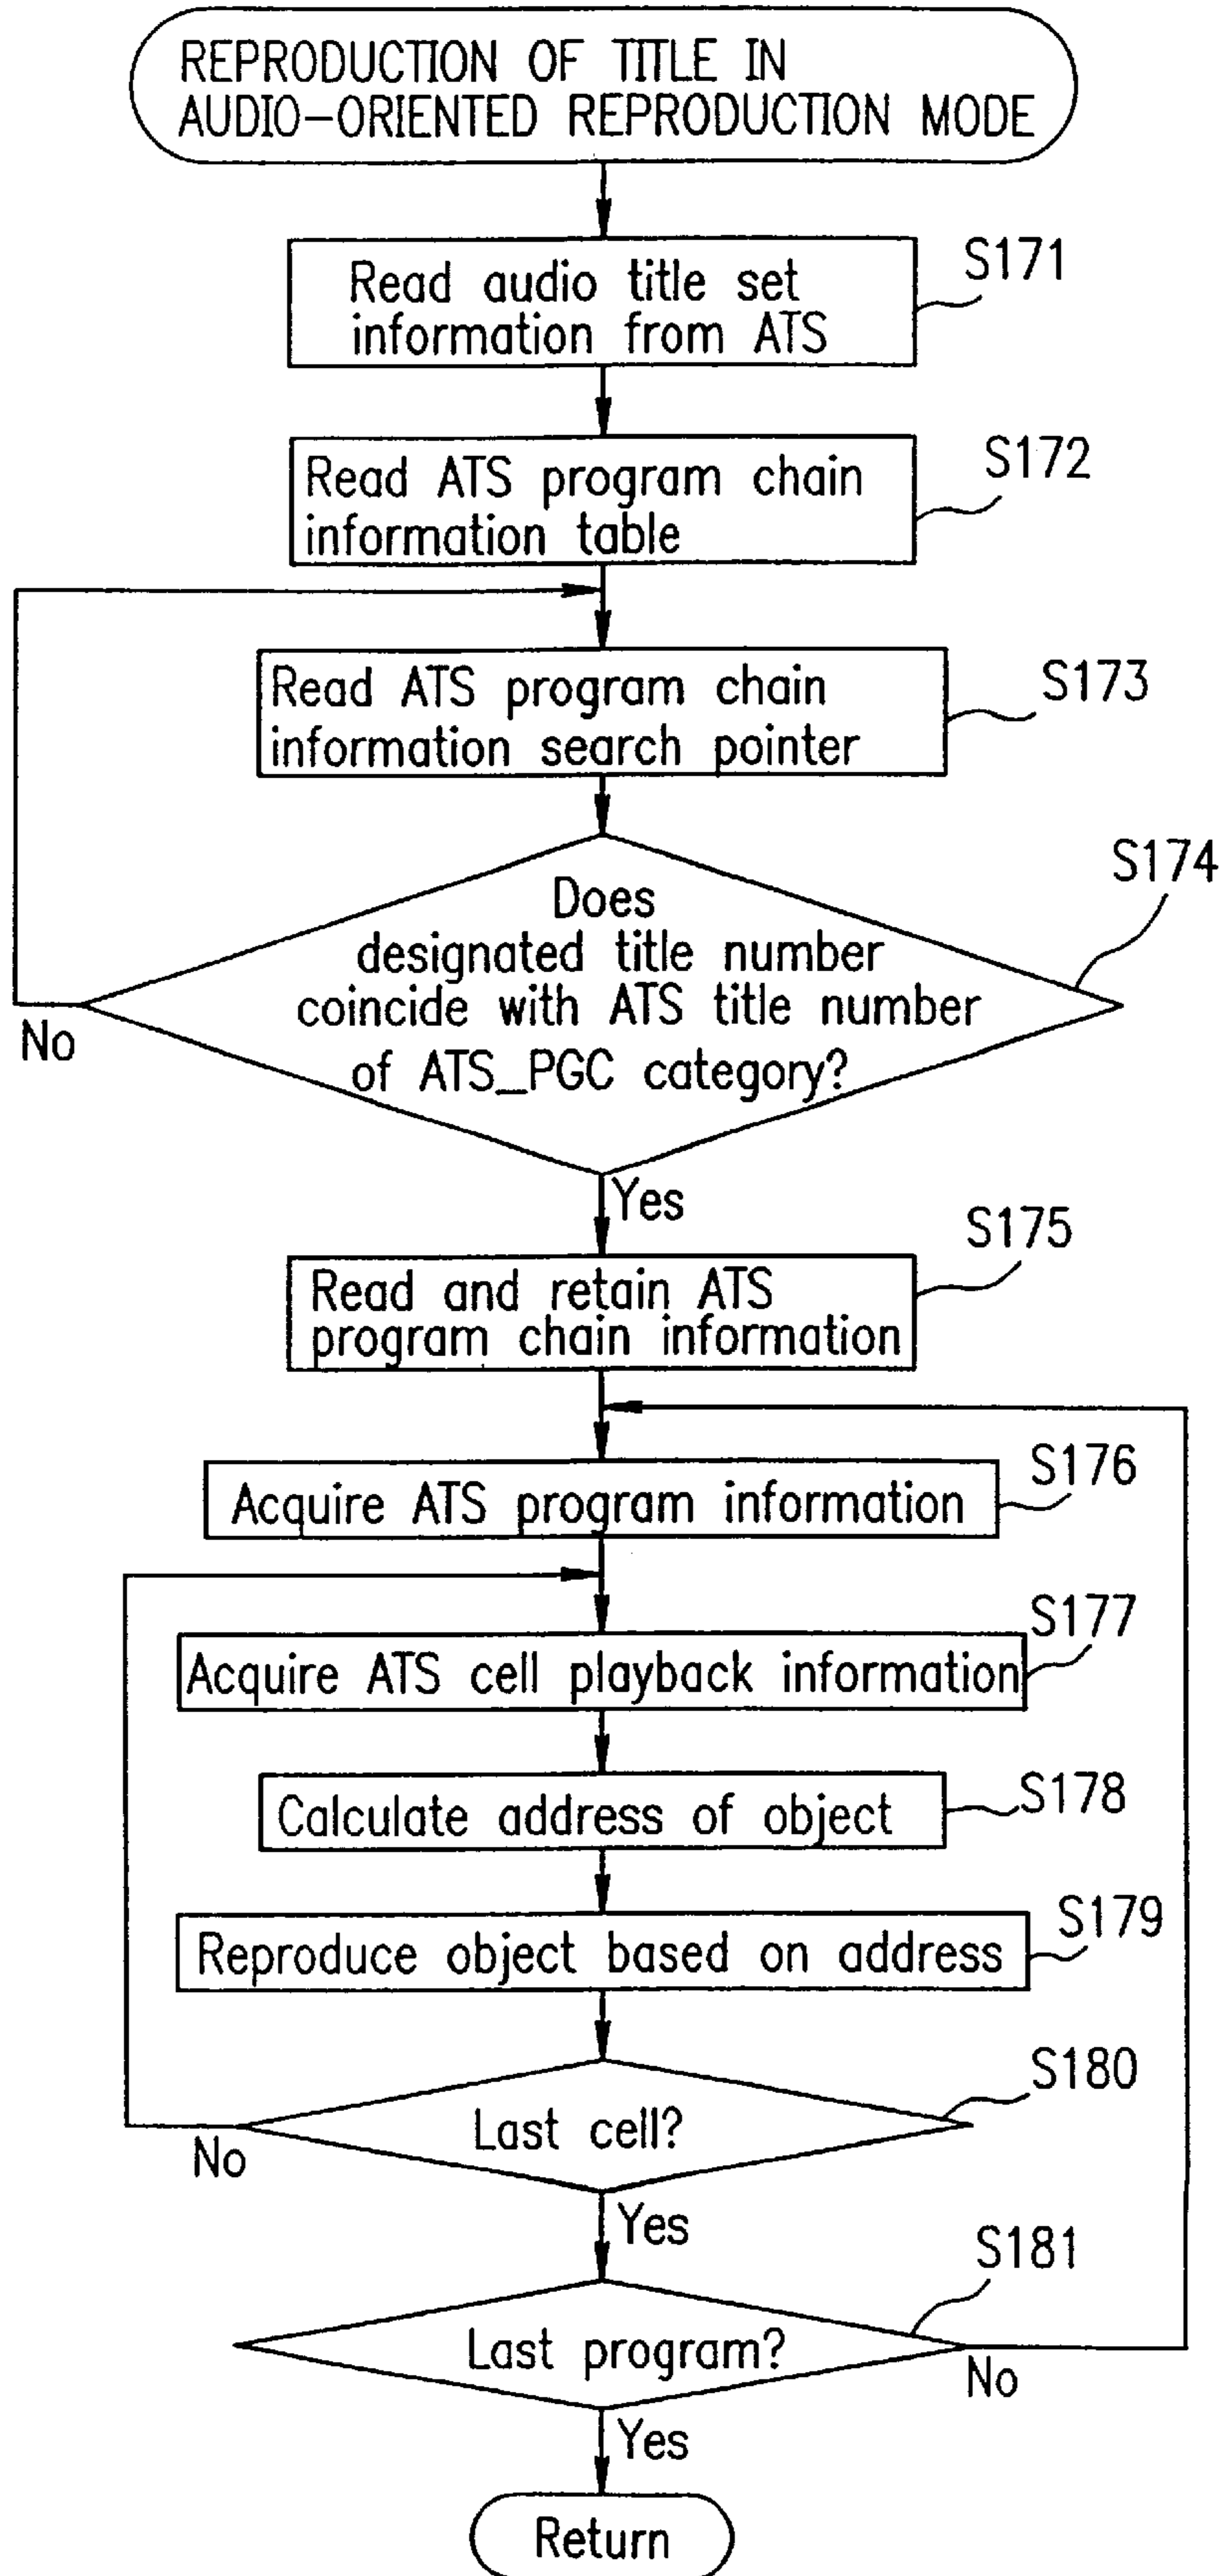 REPRODUCTION OF TITLE IN
AUDIO-ORIENTED REPRODUCTION MODE
S171
Read audio title set
information from ATS
S172
Read ATS program chain
information table
S173
Read ATS program chain
information search pointer
S174
Does
designated title number
coincide with ATS title number
of ATS_PGC category?
No
Yes
S175
Read and retain ATS
program chain information
S176
Acquire ATS program information
S177
Acquire ATS cell playback information
S178
Calculate address of object
S179
Reproduce object based on address
S180
Last cell?
No
Yes
S181
Last program?
No
Yes
Return